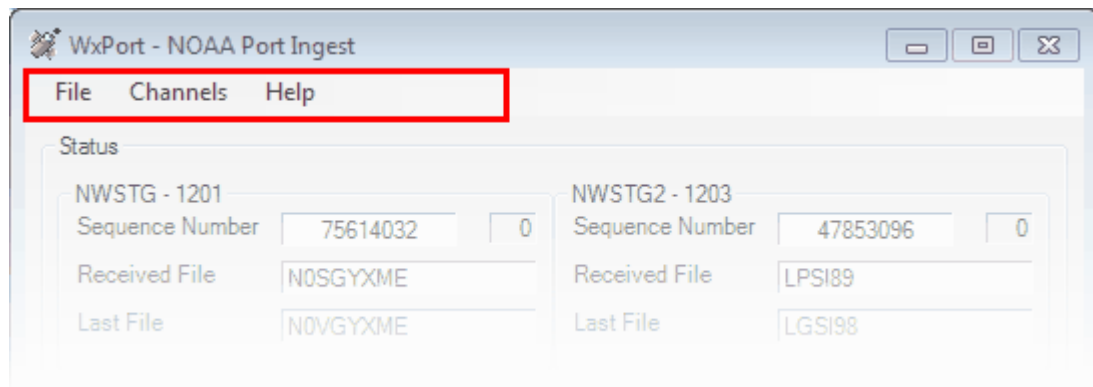 WxPort - NOAA Port Ingest
File Channels Help
Status
NWSTG - 1201 NWSTG2 - 1203
Sequence Number 75614032 0 Sequence Number 47853096 0
Received File N0SGYXME Received File LPSI89
Last File N0VGYXME Last File LGSI98